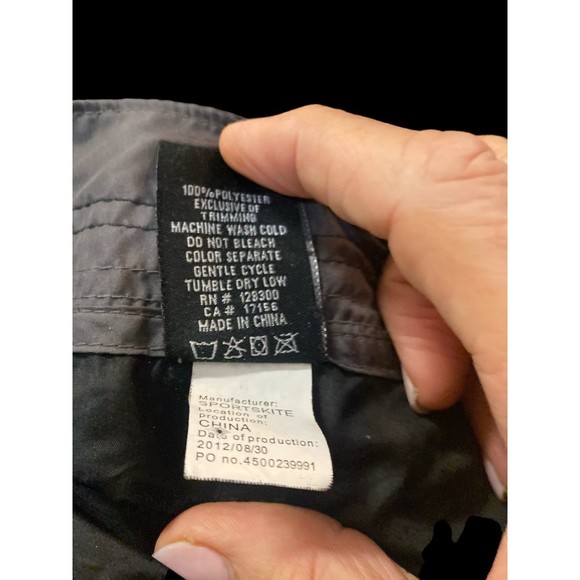 100% POLYESTER
EXCLUSIVE OF
TRIMMING
MACHINE WASH COLD
DO NOT BLEACH
COLOR SEPARATE
GENTLE CYCLE
TUMBLE DRY LOW
RN # 129300
CA # 17156
MADE IN CHINA
Manufacturer:
SPORTSKITE
Location of
production:
CHINA
Date of production:
2012/08/30
PO no.4500239991